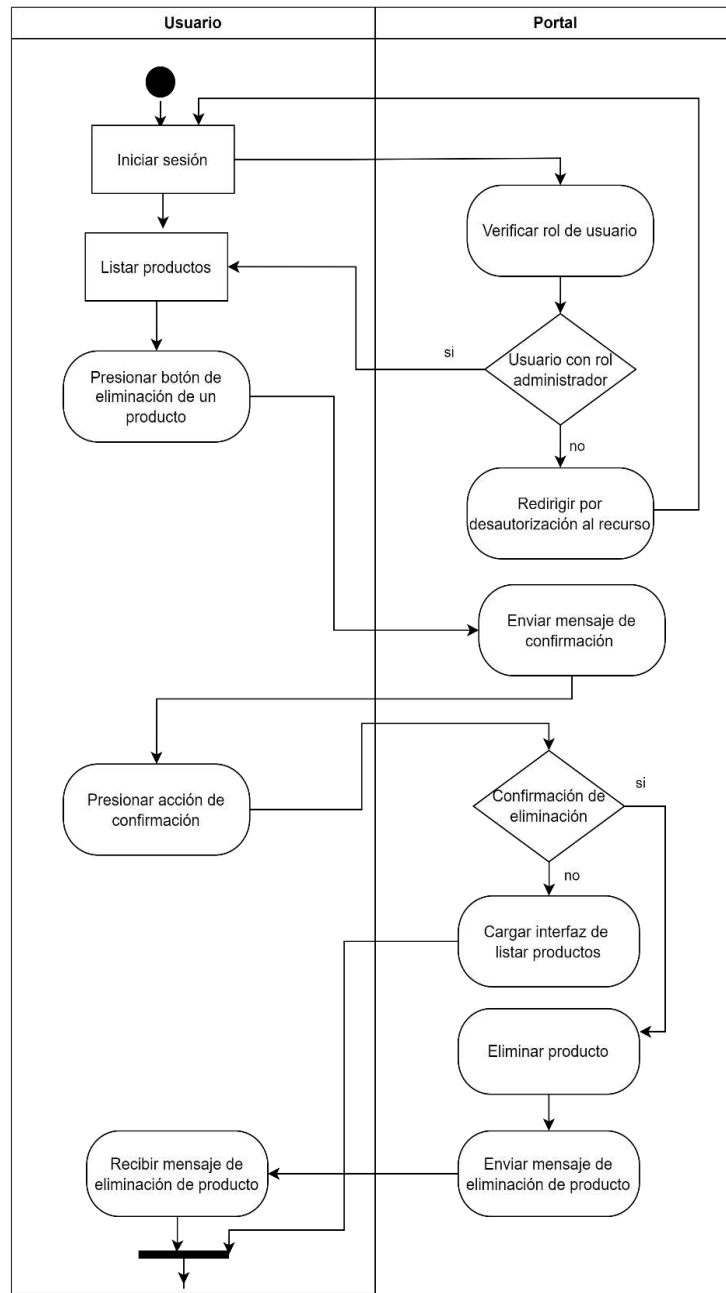 Usuario
Portal
Iniciar sesión
Verificar rol de usuario
Listar productos
si
Usuario con rol
administrador
Presionar botón de
eliminación de un
producto
no
Redirigir por
desautorización al recurso
Enviar mensaje de
confirmación
Presionar acción de
confirmación
Confirmación de
eliminación
si
no
Cargar interfaz de
listar productos
Eliminar producto
Enviar mensaje de
eliminación de producto
Recibir mensaje de
eliminación de producto